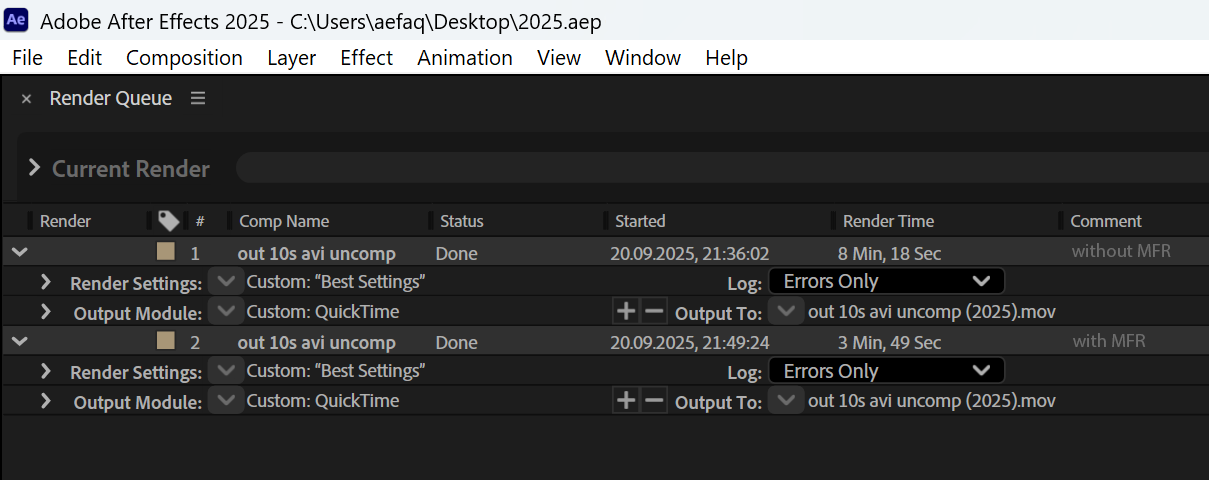 Ae Adobe After Effects 2025 - C:\Users\aefaq\Desktop\2025.aep
File Edit Composition Layer Effect Animation View Window Help
× Render Queue ☰
Current Render
Render # Comp Name Status Started Render Time Comment
1 out 10s avi uncomp Done 20.09.2025, 21:36:02 8 Min, 18 Sec without MFR
Render Settings: Custom: “Best Settings” Log: Errors Only
Output Module: Custom: QuickTime + − Output To: out 10s avi uncomp (2025).mov
2 out 10s avi uncomp Done 20.09.2025, 21:49:24 3 Min, 49 Sec with MFR
Render Settings: Custom: “Best Settings” Log: Errors Only
Output Module: Custom: QuickTime + − Output To: out 10s avi uncomp (2025).mov